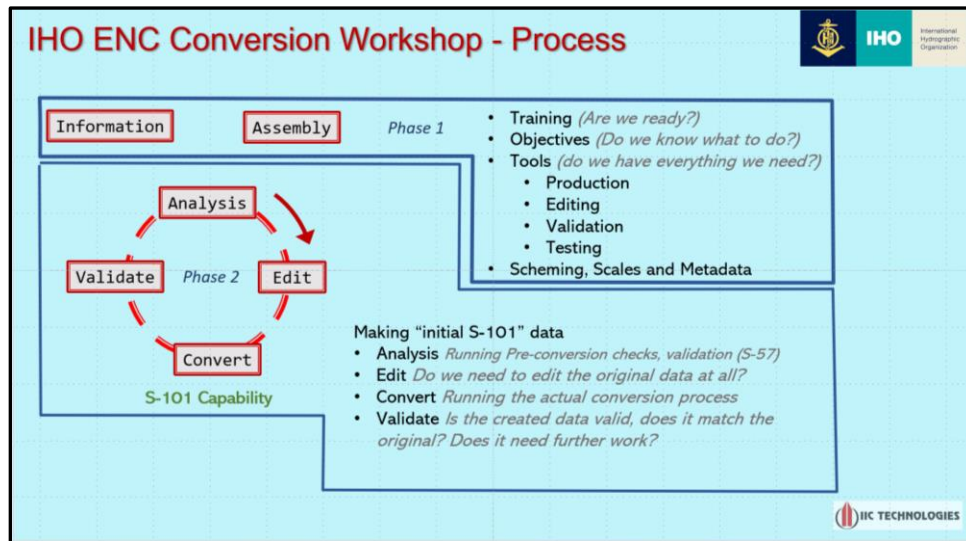 IHO ENC Conversion Workshop - Process
IHO
International
Hydrographic
Organization
Information
Assembly
Phase 1
• Training (Are we ready?)
• Objectives (Do we know what to do?)
• Tools (do we have everything we need?)
• Production
• Editing
• Validation
• Testing
• Scheming, Scales and Metadata
Analysis
Validate
Phase 2
Edit
Convert
S-101 Capability
Making “initial S-101” data
• Analysis Running Pre-conversion checks, validation (S-57)
• Edit Do we need to edit the original data at all?
• Convert Running the actual conversion process
• Validate Is the created data valid, does it match the
original? Does it need further work?
IIC TECHNOLOGIES